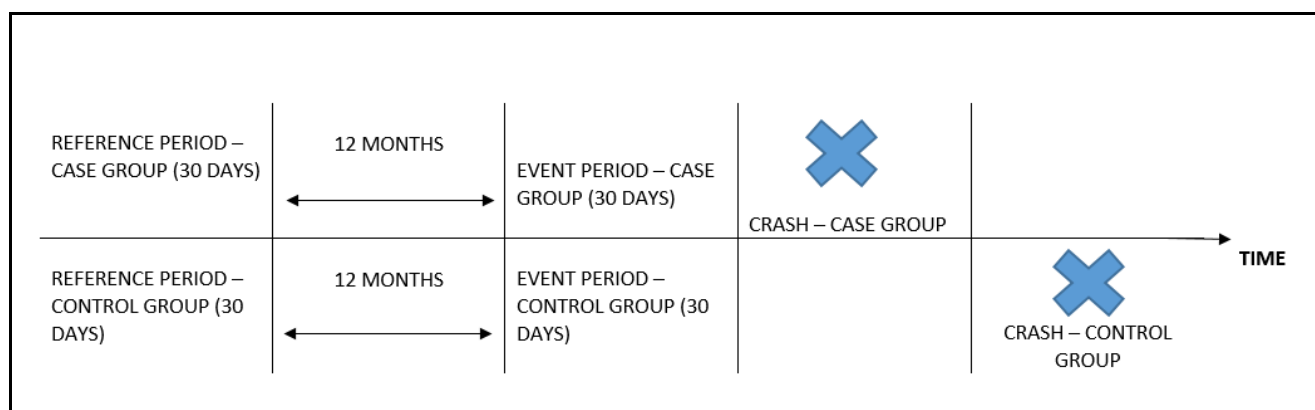 REFERENCE PERIOD –
CASE GROUP (30 DAYS)
12 MONTHS
EVENT PERIOD – CASE
GROUP (30 DAYS)
CRASH – CASE GROUP
TIME
REFERENCE PERIOD –
CONTROL GROUP (30
DAYS)
12 MONTHS
EVENT PERIOD –
CONTROL GROUP (30
DAYS)
CRASH – CONTROL
GROUP